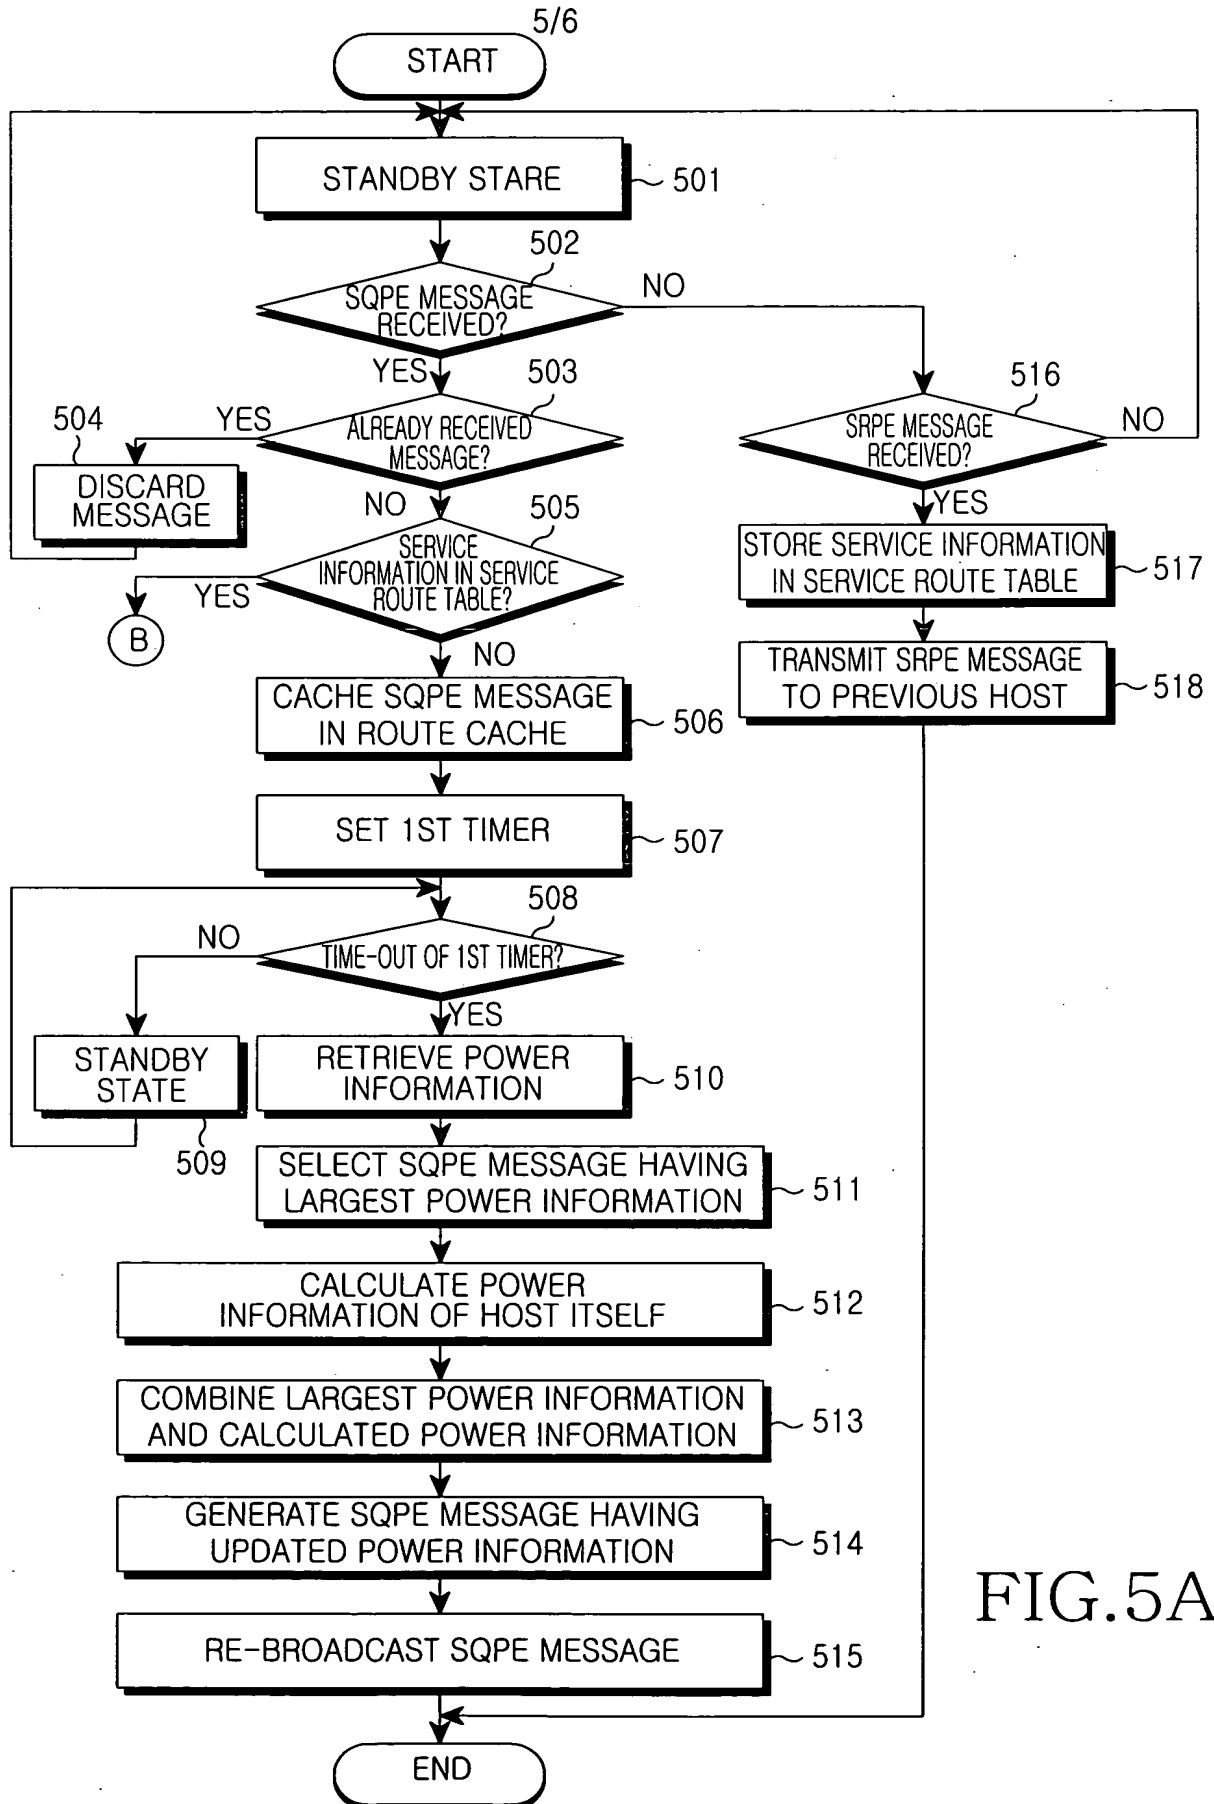 5/6
START
STANDBY STARE
501
502
SQPE MESSAGE
RECEIVED?
NO
YES
503
ALREADY RECEIVED
MESSAGE?
YES
504
DISCARD
MESSAGE
516
SRPE MESSAGE
RECEIVED?
NO
YES
NO
505
SERVICE
INFORMATION IN SERVICE
ROUTE TABLE?
YES
B
STORE SERVICE INFORMATION
IN SERVICE ROUTE TABLE
517
NO
TRANSMIT SRPE MESSAGE
TO PREVIOUS HOST
518
CACHE SQPE MESSAGE
IN ROUTE CACHE
506
SET 1ST TIMER
507
508
TIME-OUT OF 1ST TIMER?
NO
YES
STANDBY
STATE
509
RETRIEVE POWER
INFORMATION
510
SELECT SQPE MESSAGE HAVING
LARGEST POWER INFORMATION
511
CALCULATE POWER
INFORMATION OF HOST ITSELF
512
COMBINE LARGEST POWER INFORMATION
AND CALCULATED POWER INFORMATION
513
GENERATE SQPE MESSAGE HAVING
UPDATED POWER INFORMATION
514
RE-BROADCAST SQPE MESSAGE
515
END
FIG.5A